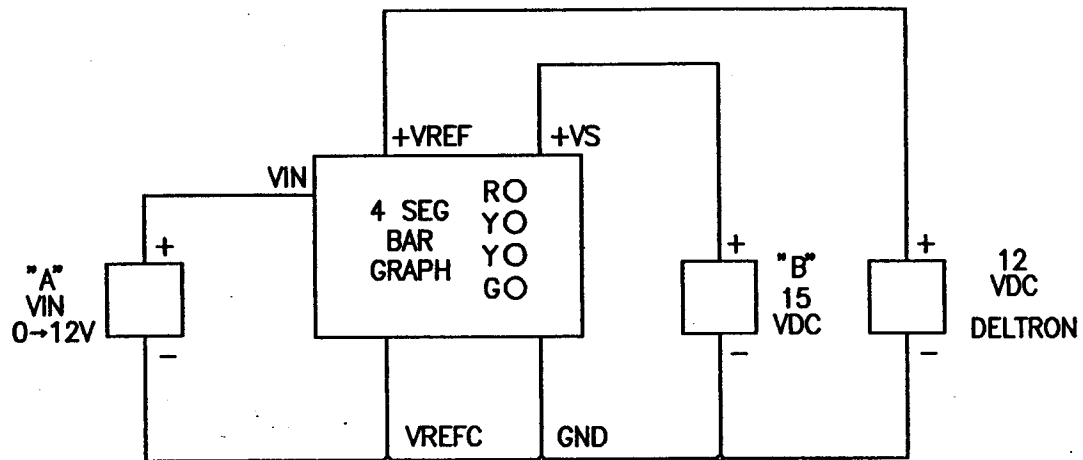 +VREF
+VS
VIN
4 SEG
BAR
GRAPH
R
Y
Y
G
+
"A"
VIN
0→12V
−
+
"B"
15
VDC
−
+
12
VDC
DELTRON
−
VREFC
GND